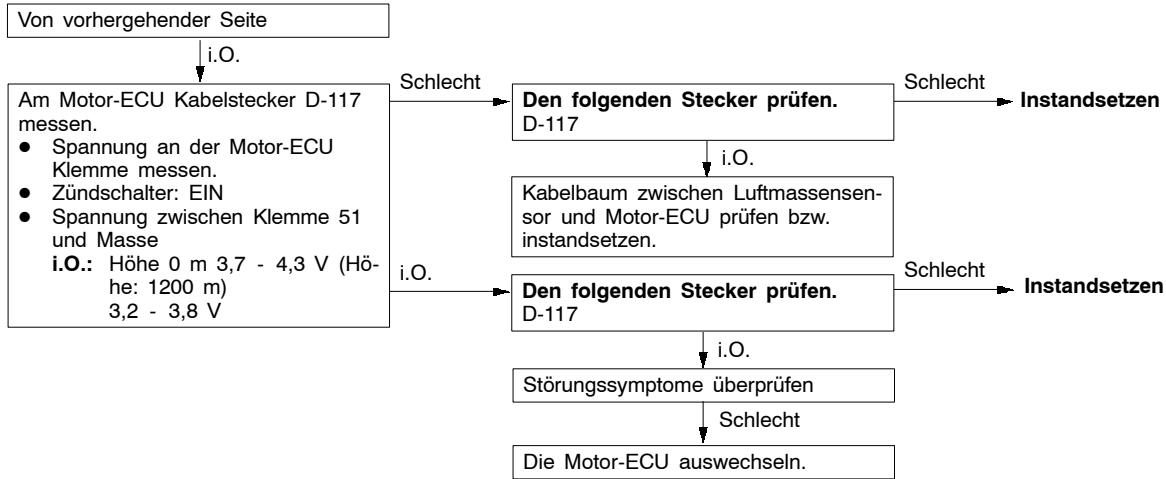 Von vorhergehender Seite
i.O.
Am Motor-ECU Kabelstecker D-117
messen.
● Spannung an der Motor-ECU
Klemme messen.
● Zündschalter: EIN
● Spannung zwischen Klemme 51
und Masse
i.O.: Höhe 0 m 3,7 - 4,3 V (Hö-
he: 1200 m)
3,2 - 3,8 V
Schlecht
Den folgenden Stecker prüfen.
D-117
Schlecht
Instandsetzen
i.O.
Kabelbaum zwischen Luftmassensen-
sor und Motor-ECU prüfen bzw.
instandsetzen.
i.O.
Den folgenden Stecker prüfen.
D-117
Schlecht
Instandsetzen
i.O.
Störungssymptome überprüfen
Schlecht
Die Motor-ECU auswechseln.